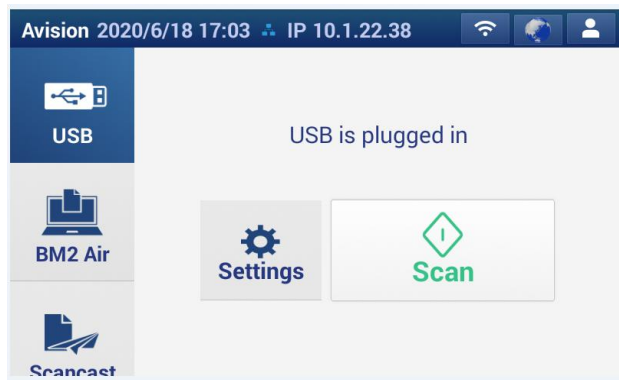 Avision 2020/6/18 17:03 IP 10.1.22.38
USB
USB is plugged in
BM2 Air
Settings
Scan
Scancast